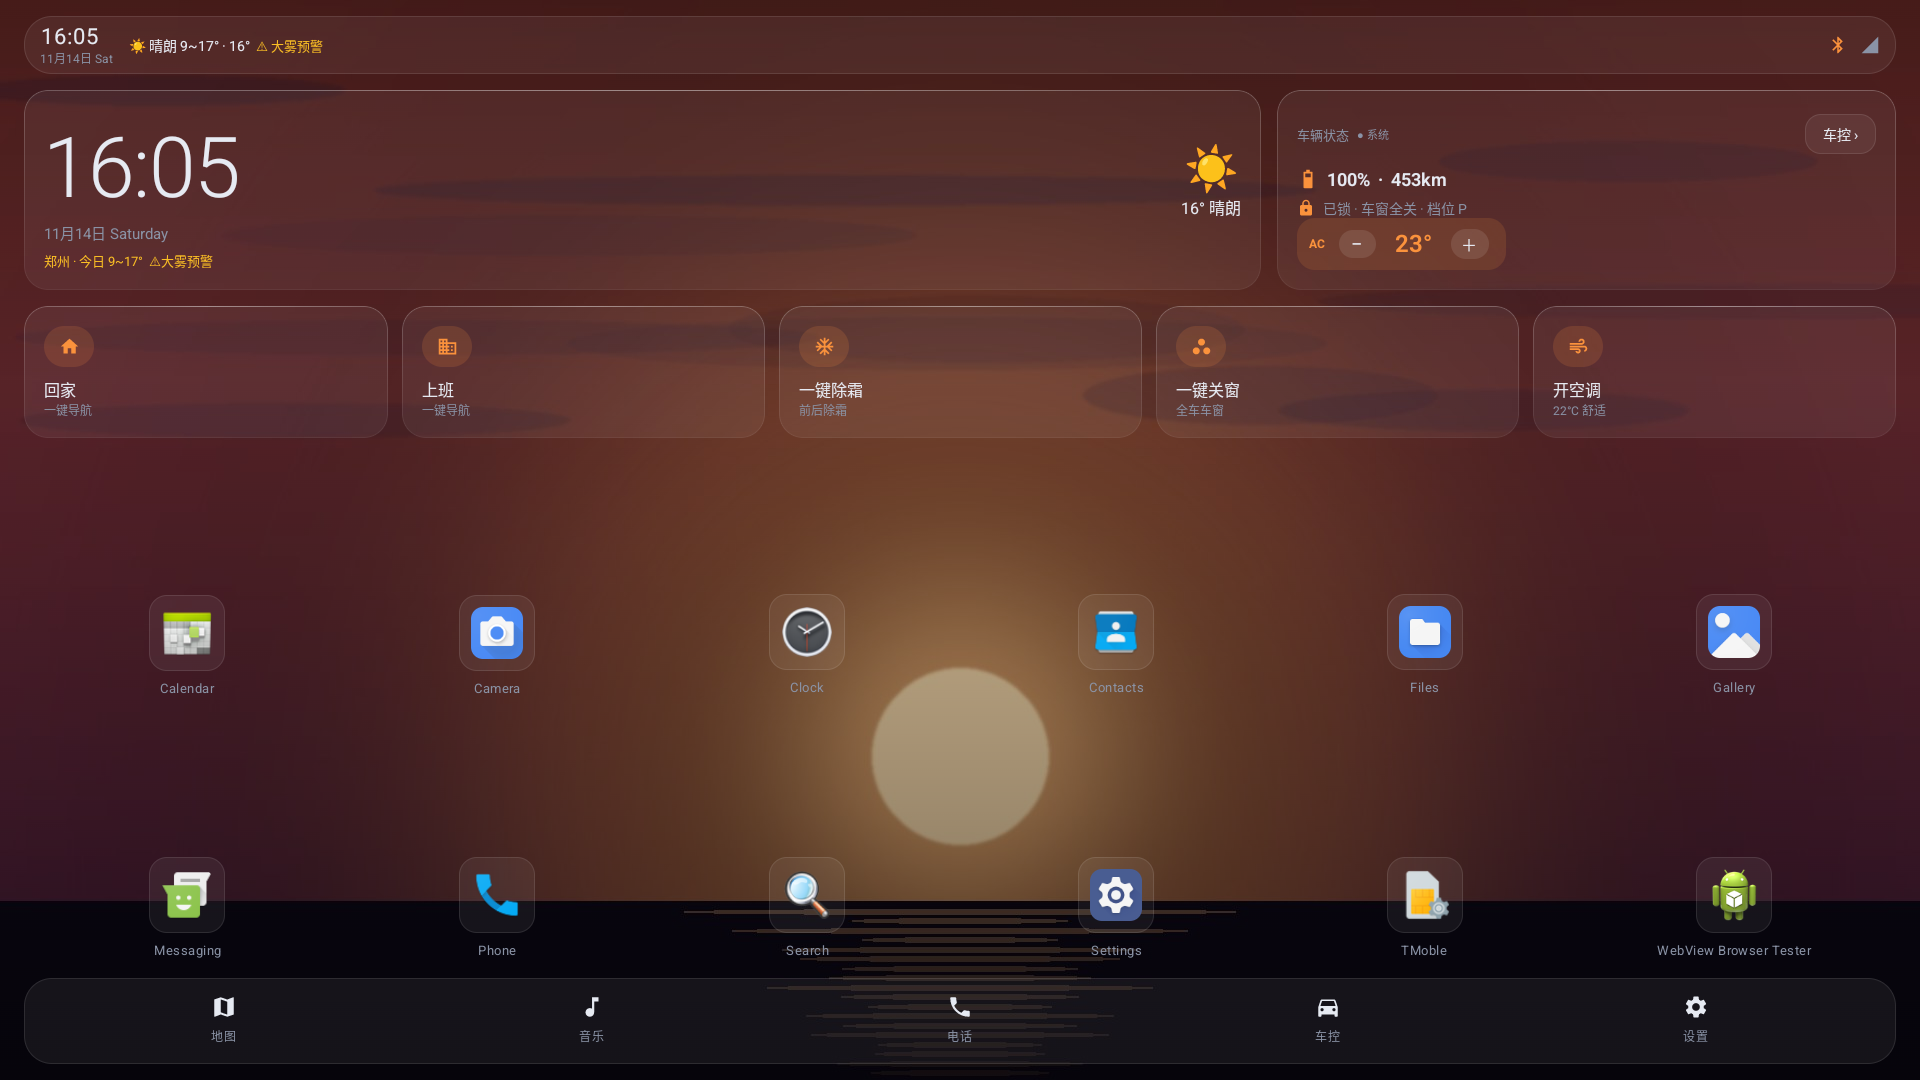 16:05
11月14日 Sat
晴朗 9~17° · 16° ⚠ 大雾预警
16:05
11月14日 Saturday
郑州 · 今日 9~17° ⚠大雾预警
16° 晴朗
车辆状态 ● 系统
车控 ›
100% · 453km
已锁 · 车窗全关 · 档位 P
AC − 23° +
回家
一键导航
上班
一键导航
一键除霜
前后除霜
一键关窗
全车车窗
开空调
22°C 舒适
Calendar
Camera
Clock
Contacts
Files
Gallery
Messaging
Phone
Search
Settings
TMoble
WebView Browser Tester
地图
音乐
电话
车控
设置